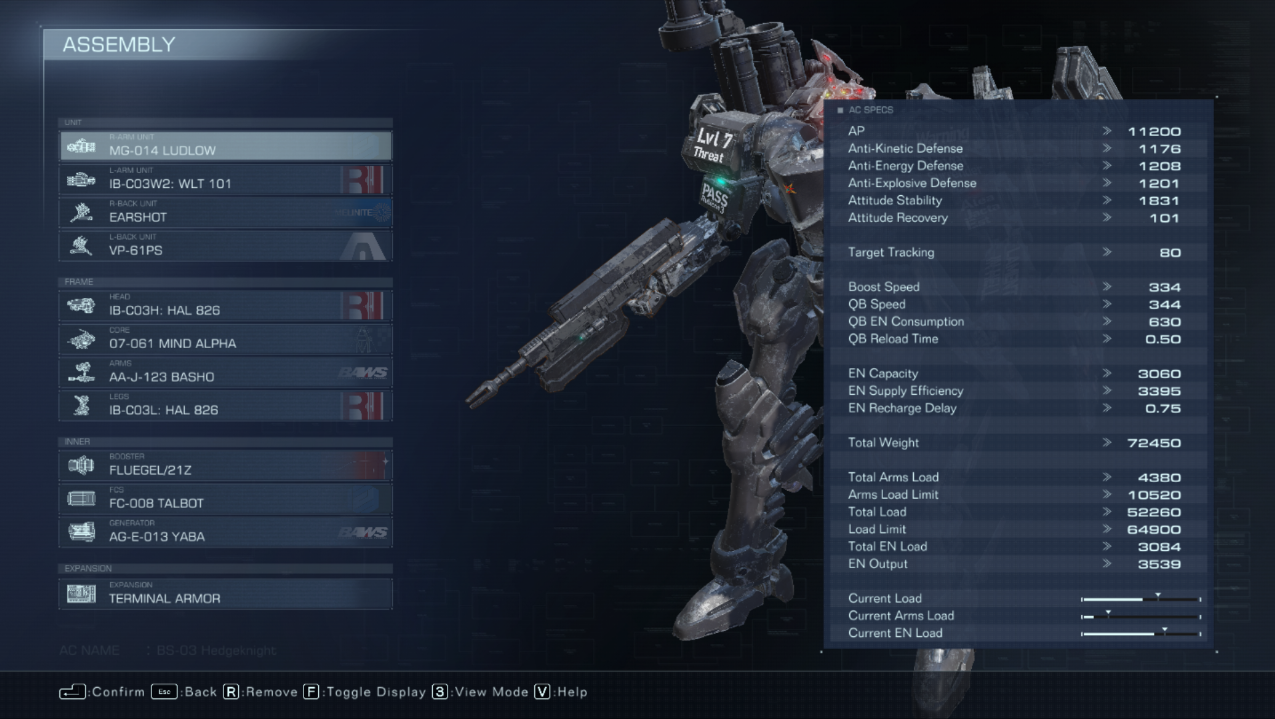 ASSEMBLY
UNIT
R-ARM UNIT
MG-014 LUDLOW
L-ARM UNIT
IB-C03W2: WLT 101
R-BACK UNIT
EARSHOT
L-BACK UNIT
VP-61PS
FRAME
HEAD
IB-C03H: HAL 826
CORE
07-061 MIND ALPHA
ARMS
AA-J-123 BASHO
BAWS
LEGS
IB-C03L: HAL 826
INNER
BOOSTER
FLUEGEL/21Z
FCS
FC-008 TALBOT
GENERATOR
AG-E-013 YABA
BAWS
EXPANSION
EXPANSION
TERMINAL ARMOR
AC NAME : BS-03 Hedgeknight
Lvl 7
Threat
PASS
AC SPECS
AP 11200
Anti-Kinetic Defense 1176
Anti-Energy Defense 1208
Anti-Explosive Defense 1201
Attitude Stability 1831
Attitude Recovery 101
Target Tracking 80
Boost Speed 334
QB Speed 344
QB EN Consumption 630
QB Reload Time 0.50
EN Capacity 3060
EN Supply Efficiency 3395
EN Recharge Delay 0.75
Total Weight 72450
Total Arms Load 4380
Arms Load Limit 10520
Total Load 52260
Load Limit 64900
Total EN Load 3084
EN Output 3539
Current Load
Current Arms Load
Current EN Load
:Confirm Esc :Back R :Remove F :Toggle Display 3 :View Mode V :Help